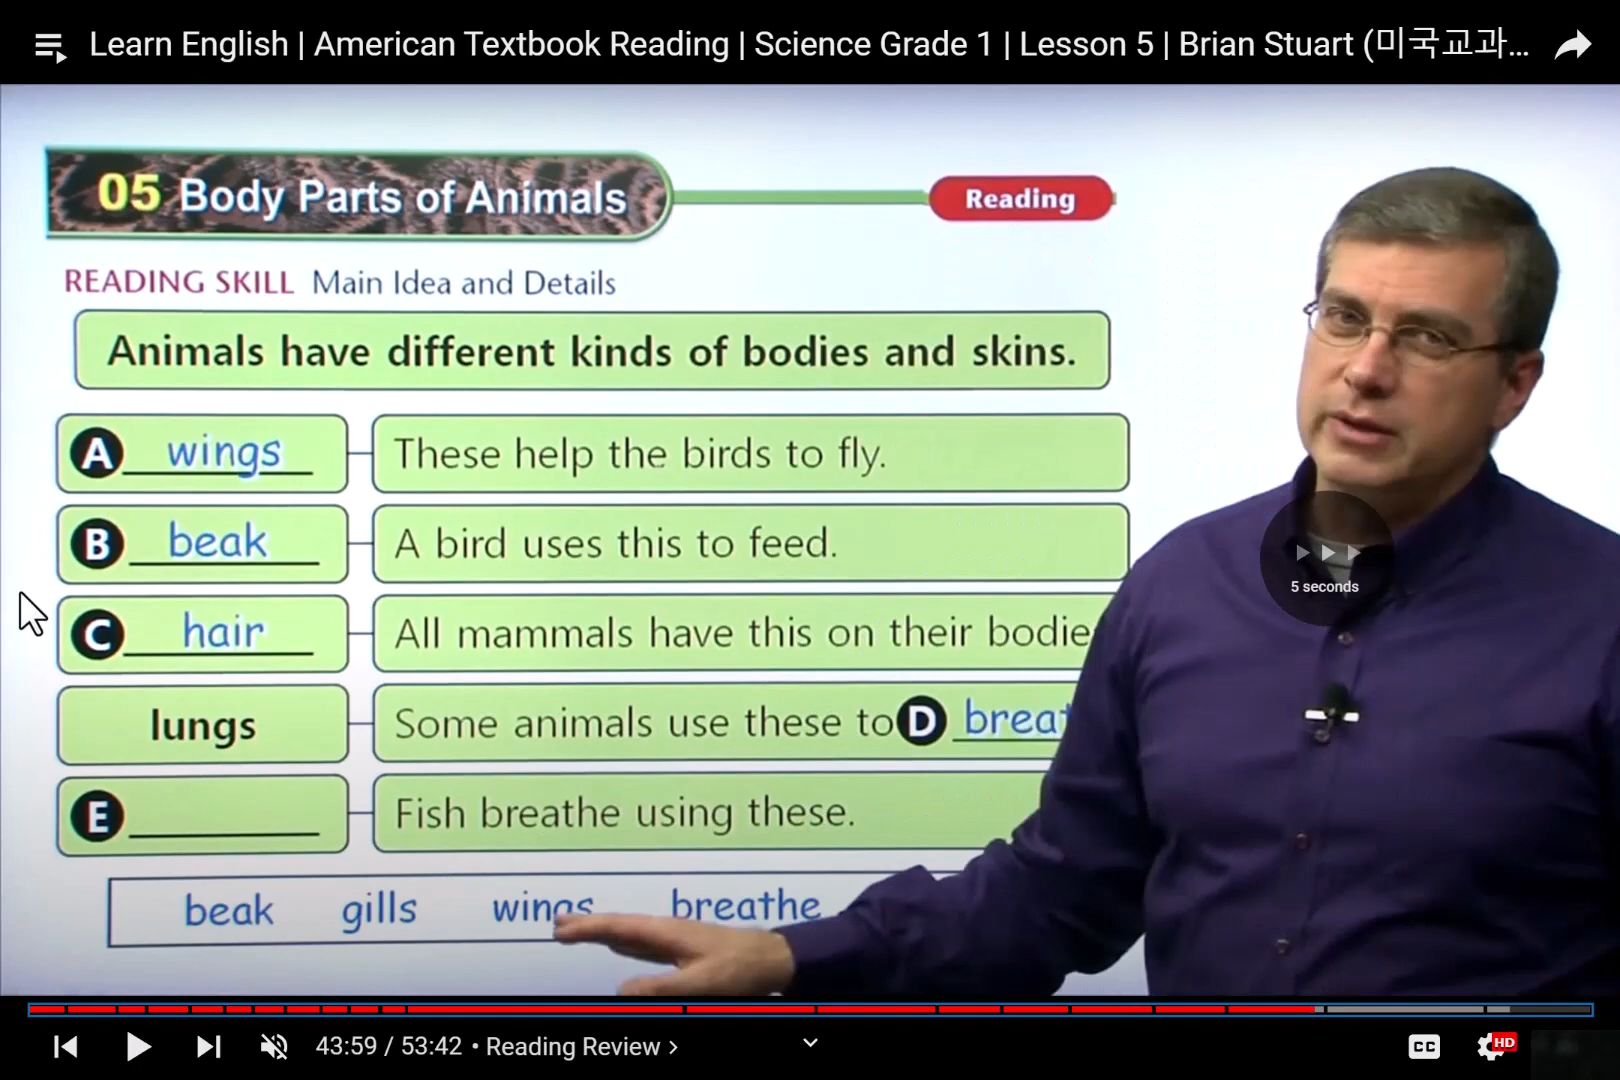 Learn English | American Textbook Reading | Science Grade 1 | Lesson 5 | Brian Stuart (미국교과...
05 Body Parts of Animals
Reading
READING SKILL Main Idea and Details
Animals have different kinds of bodies and skins.
A wings These help the birds to fly.
B beak A bird uses this to feed.
C hair All mammals have this on their bodie
lungs Some animals use these to D breat
E Fish breathe using these.
beak gills wings breathe
5 seconds
43:59 / 53:42 • Reading Review >
CC
HD